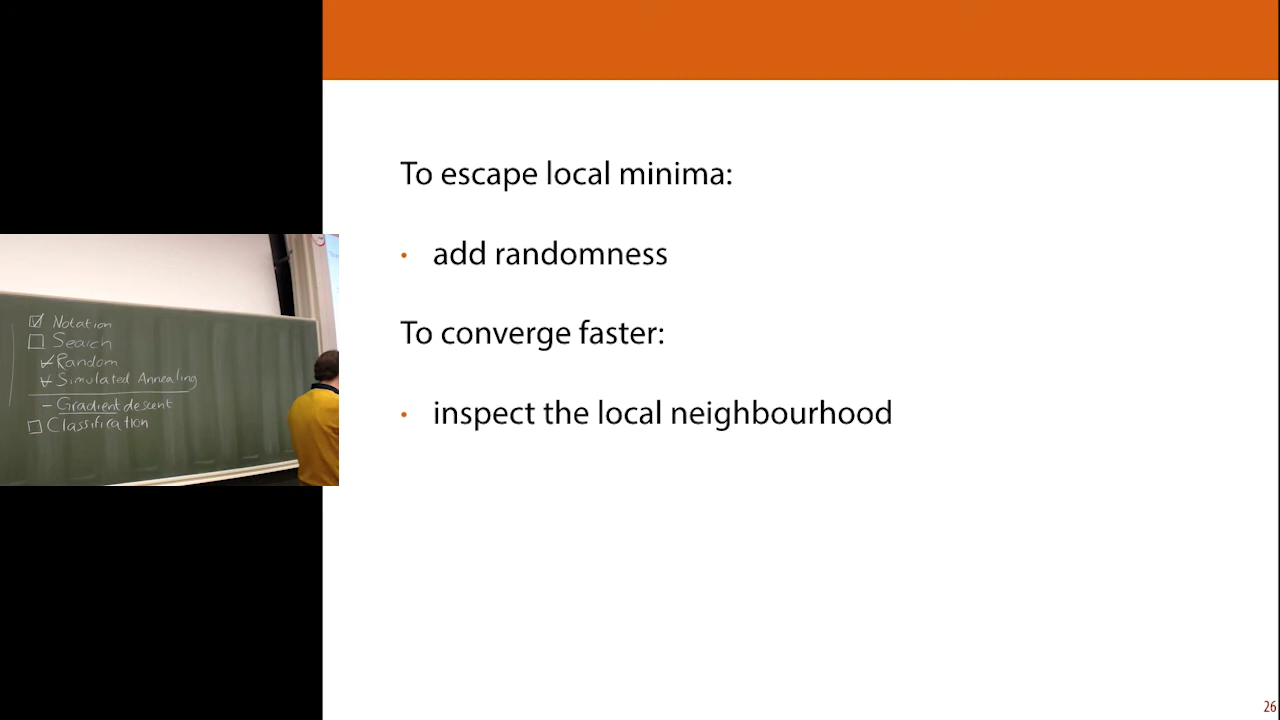 To escape local minima:
• add randomness
To converge faster:
• inspect the local neighbourhood
26
Notation
Search
Random
Simulated Annealing
- Gradient descent
Classification